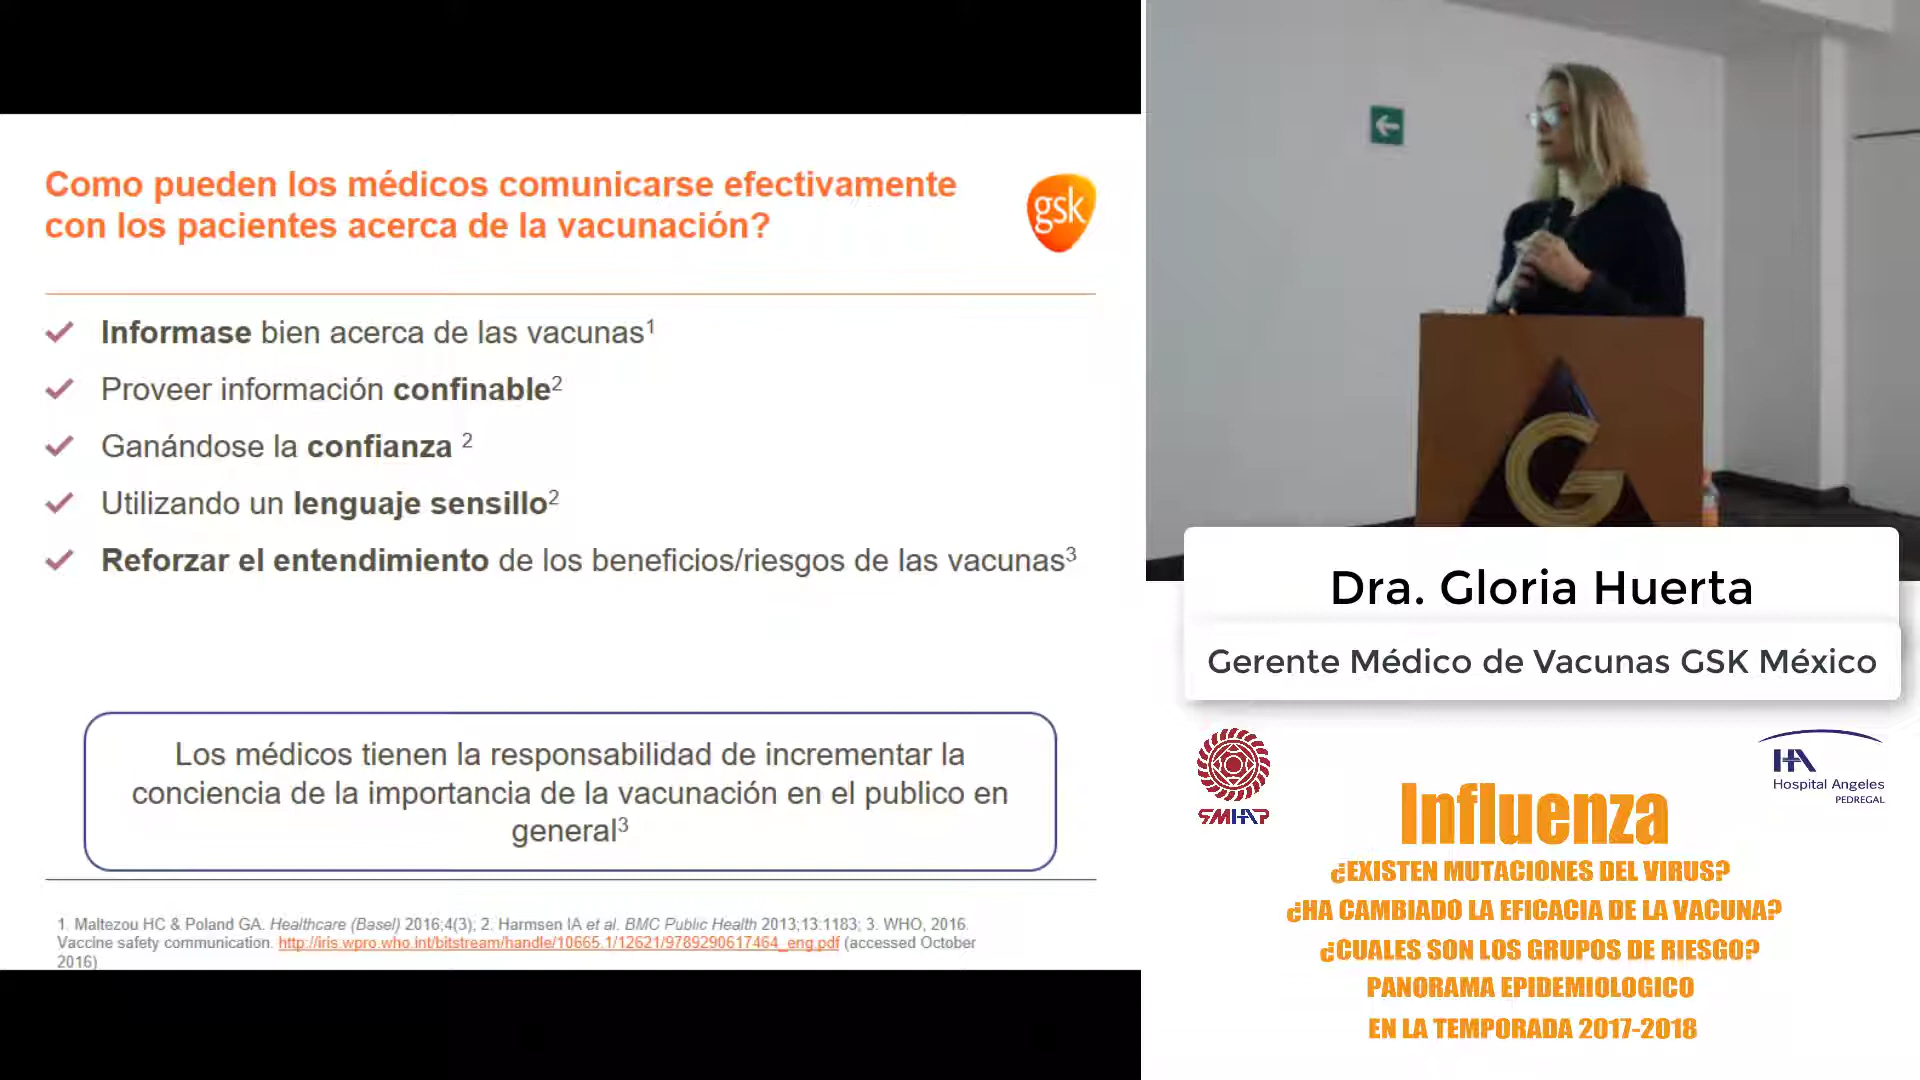 Como pueden los médicos comunicarse efectivamente
con los pacientes acerca de la vacunación?
gsk
Informase bien acerca de las vacunas¹
Proveer información confinable²
Ganándose la confianza ²
Utilizando un lenguaje sensillo²
Reforzar el entendimiento de los beneficios/riesgos de las vacunas³
Los médicos tienen la responsabilidad de incrementar la
conciencia de la importancia de la vacunación en el publico en
general³
1. Maltezou HC & Poland GA. Healthcare (Basel) 2016;4(3); 2. Harmsen IA et al. BMC Public Health 2013;13:1183; 3. WHO, 2016.
Vaccine safety communication. http://iris.wpro.who.int/bitstream/handle/10665.1/12621/9789290617464_eng.pdf (accessed October
2016)
G
Dra. Gloria Huerta
Gerente Médico de Vacunas GSK México
SMHAP
HA
Hospital Angeles
PEDREGAL
Influenza
¿EXISTEN MUTACIONES DEL VIRUS?
¿HA CAMBIADO LA EFICACIA DE LA VACUNA?
¿CUALES SON LOS GRUPOS DE RIESGO?
PANORAMA EPIDEMIOLOGICO
EN LA TEMPORADA 2017-2018